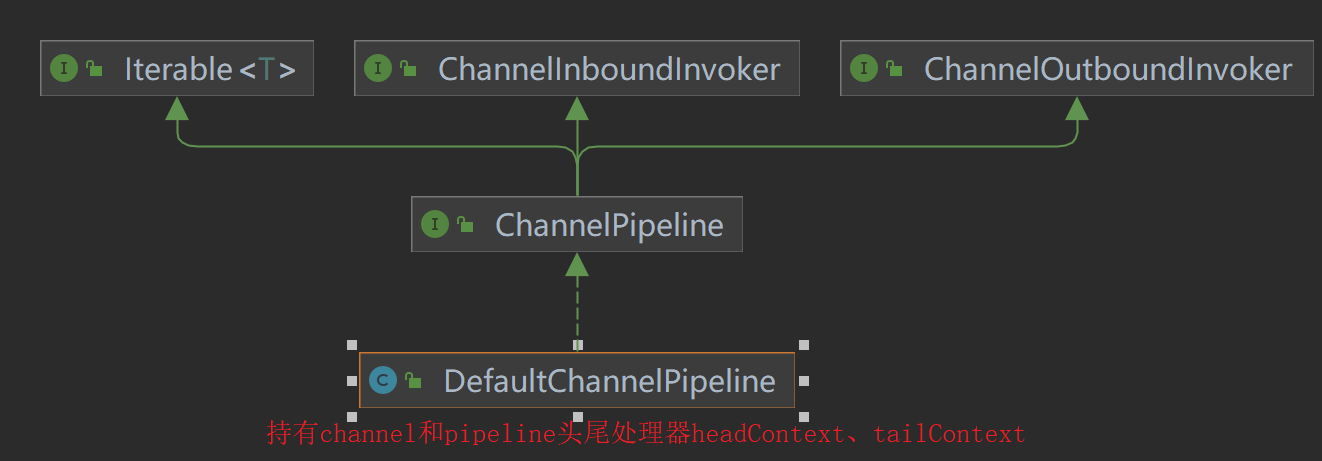 Iterable<T>
ChannelInboundInvoker
ChannelOutboundInvoker
ChannelPipeline
DefaultChannelPipeline
持有channel和pipeline头尾处理器headContext、tailContext